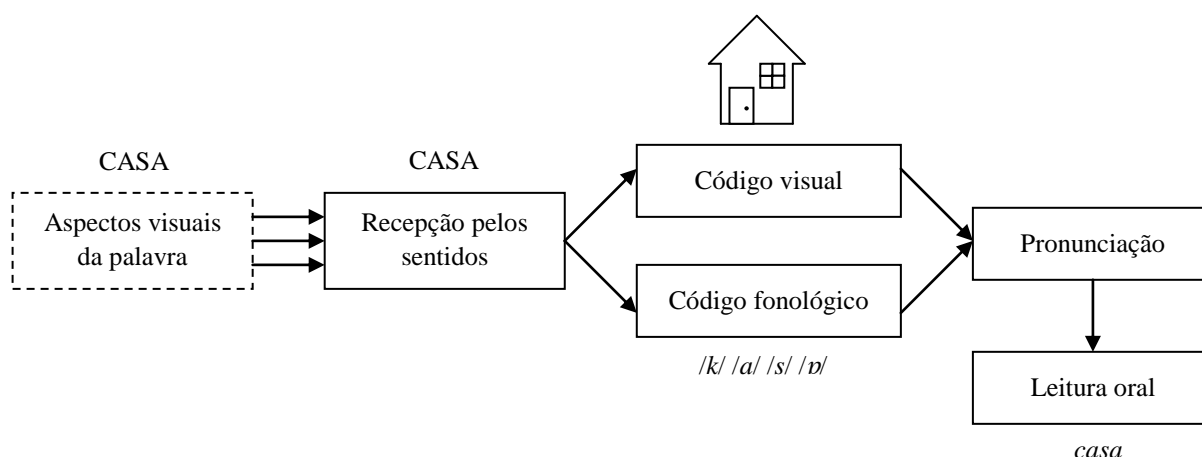 CASA
Aspectos visuais
da palavra
CASA
Recepção pelos
sentidos
Código visual
Código fonológico
/k/ /a/ /s/ /ɒ/
Pronunciação
Leitura oral
casa